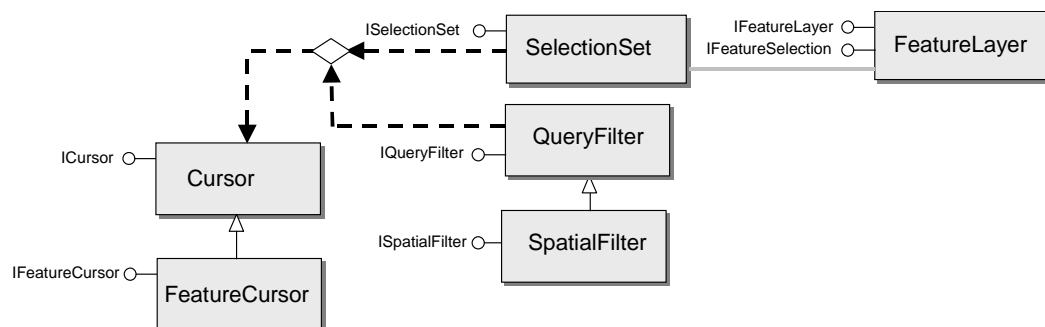 ISelectionSet
SelectionSet
IFeatureLayer
IFeatureSelection
FeatureLayer
QueryFilter
IQueryFilter
ICursor
Cursor
ISpatialFilter
SpatialFilter
IFeatureCursor
FeatureCursor